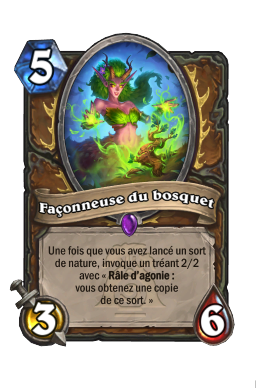 5
Façonneuse du bosquet
Une fois que vous avez lancé un sort
de nature, invoque un tréant 2/2
avec « Râle d'agonie :
vous obtenez une copie
de ce sort. »
3
6